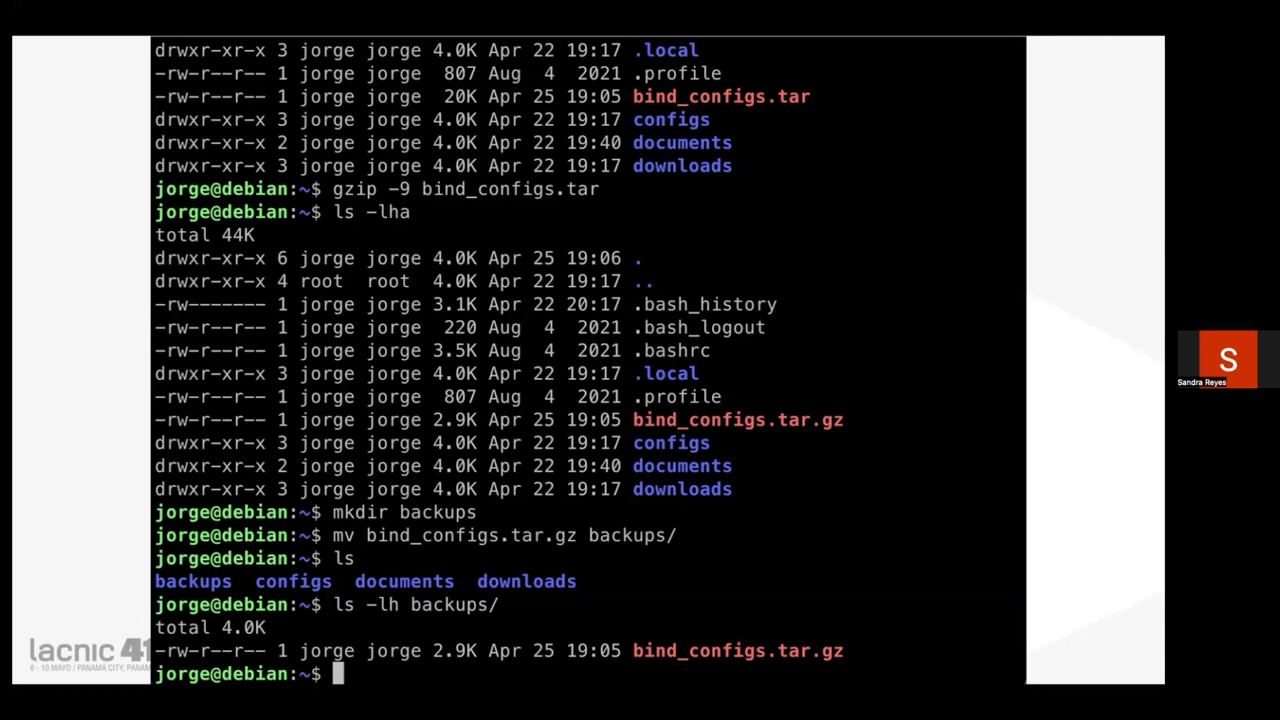 drwxr-xr-x 3 jorge jorge 4.0K Apr 22 19:17 .local
-rw-r--r-- 1 jorge jorge  807 Aug  4  2021 .profile
-rw-r--r-- 1 jorge jorge  20K Apr 25 19:05 bind_configs.tar
drwxr-xr-x 3 jorge jorge 4.0K Apr 22 19:17 configs
drwxr-xr-x 2 jorge jorge 4.0K Apr 22 19:40 documents
drwxr-xr-x 3 jorge jorge 4.0K Apr 22 19:17 downloads
jorge@debian:~$ gzip -9 bind_configs.tar
jorge@debian:~$ ls -lha
total 44K
drwxr-xr-x 6 jorge jorge 4.0K Apr 25 19:06 .
drwxr-xr-x 4 root  root  4.0K Apr 22 19:17 ..
-rw------- 1 jorge jorge 3.1K Apr 22 20:17 .bash_history
-rw-r--r-- 1 jorge jorge  220 Aug  4  2021 .bash_logout
-rw-r--r-- 1 jorge jorge 3.5K Aug  4  2021 .bashrc
drwxr-xr-x 3 jorge jorge 4.0K Apr 22 19:17 .local
-rw-r--r-- 1 jorge jorge  807 Aug  4  2021 .profile
-rw-r--r-- 1 jorge jorge 2.9K Apr 25 19:05 bind_configs.tar.gz
drwxr-xr-x 3 jorge jorge 4.0K Apr 22 19:17 configs
drwxr-xr-x 2 jorge jorge 4.0K Apr 22 19:40 documents
drwxr-xr-x 3 jorge jorge 4.0K Apr 22 19:17 downloads
jorge@debian:~$ mkdir backups
jorge@debian:~$ mv bind_configs.tar.gz backups/
jorge@debian:~$ ls
backups  configs  documents  downloads
jorge@debian:~$ ls -lh backups/
total 4.0K
-rw-r--r-- 1 jorge jorge 2.9K Apr 25 19:05 bind_configs.tar.gz
jorge@debian:~$
lacnic 41
6 - 10 MAYO / PANAMÁ CITY, PANAM
S
Sandra Reyes